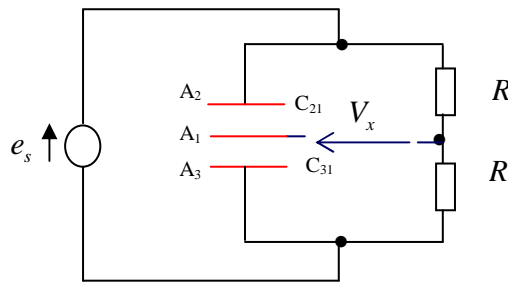 A₂ C₂₁ R
A₁ Vₓ
eₛ A₃ C₃₁ R